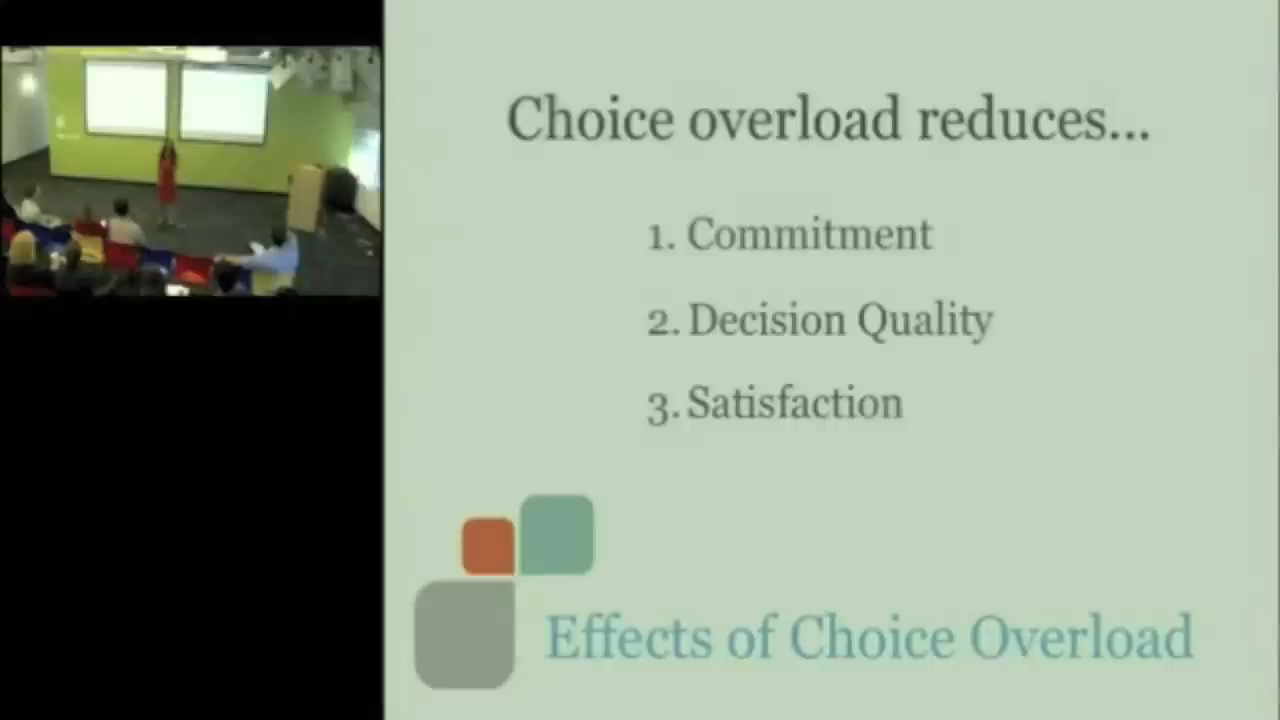 Choice overload reduces...
1. Commitment
2. Decision Quality
3. Satisfaction
Effects of Choice Overload